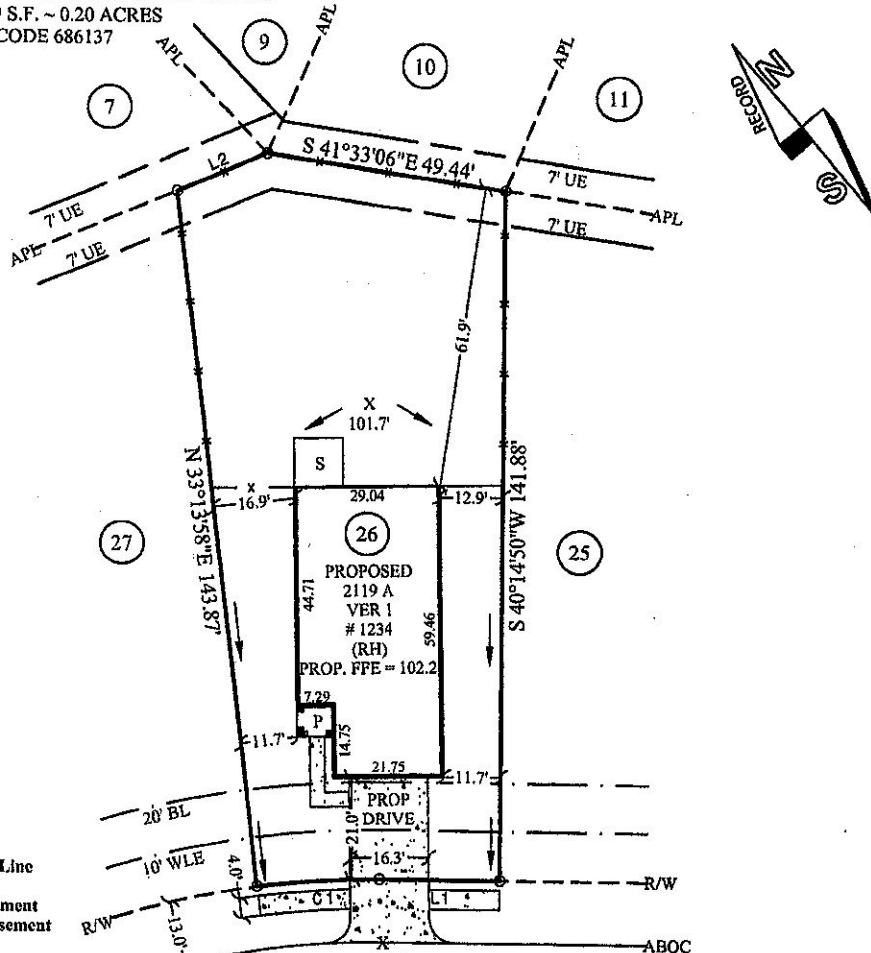 S.F. ~ 0.20 ACRES
CODE 686137
9
10
11
7
APL
APL
APL
RECORD
N
S
L2
S 41°33'06"E 49.44'
7' UE
7' UE
APL
7' UE
APL
7' UE
61.9'
X
101.7'
S
N 33°13'58"E 143.87'
S 40°14'50"W 141.88'
x
16.9'
29.04
12.9'
27
26
25
PROPOSED
2119 A
VER 1
# 1234
(RH)
PROP. FFE = 102.2
44.71
59.46
7.29
P
14.75
11.7'
21.75
11.7'
20' BL
PROP
DRIVE
21.0'
10' WLE
16.3'
Line
4.0'
C1
L1
R/W
ment
sement
R/W
13.0'
X
ABOC